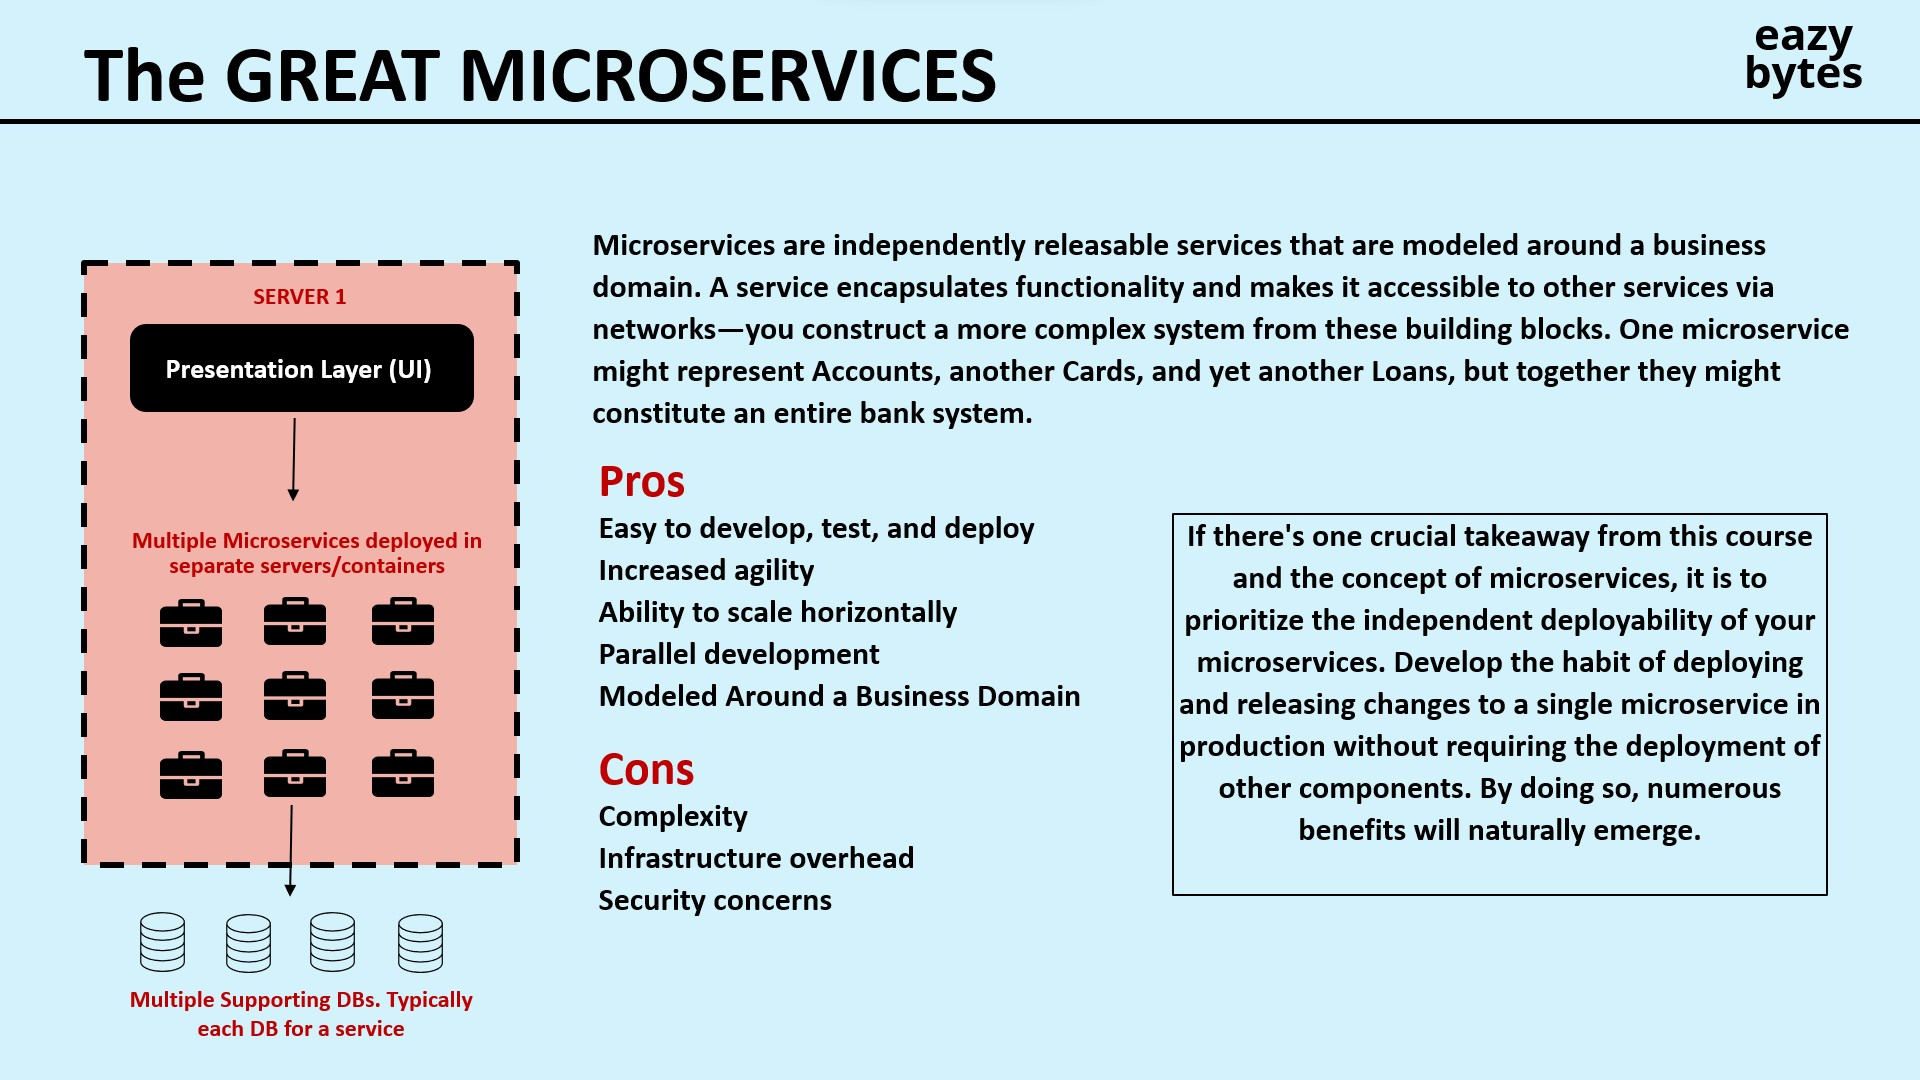 The GREAT MICROSERVICES
eazy
bytes
SERVER 1
Presentation Layer (UI)
Multiple Microservices deployed in
separate servers/containers
Multiple Supporting DBs. Typically
each DB for a service
Microservices are independently releasable services that are modeled around a business
domain. A service encapsulates functionality and makes it accessible to other services via
networks—you construct a more complex system from these building blocks. One microservice
might represent Accounts, another Cards, and yet another Loans, but together they might
constitute an entire bank system.
Pros
Easy to develop, test, and deploy
Increased agility
Ability to scale horizontally
Parallel development
Modeled Around a Business Domain
Cons
Complexity
Infrastructure overhead
Security concerns
If there's one crucial takeaway from this course
and the concept of microservices, it is to
prioritize the independent deployability of your
microservices. Develop the habit of deploying
and releasing changes to a single microservice in
production without requiring the deployment of
other components. By doing so, numerous
benefits will naturally emerge.